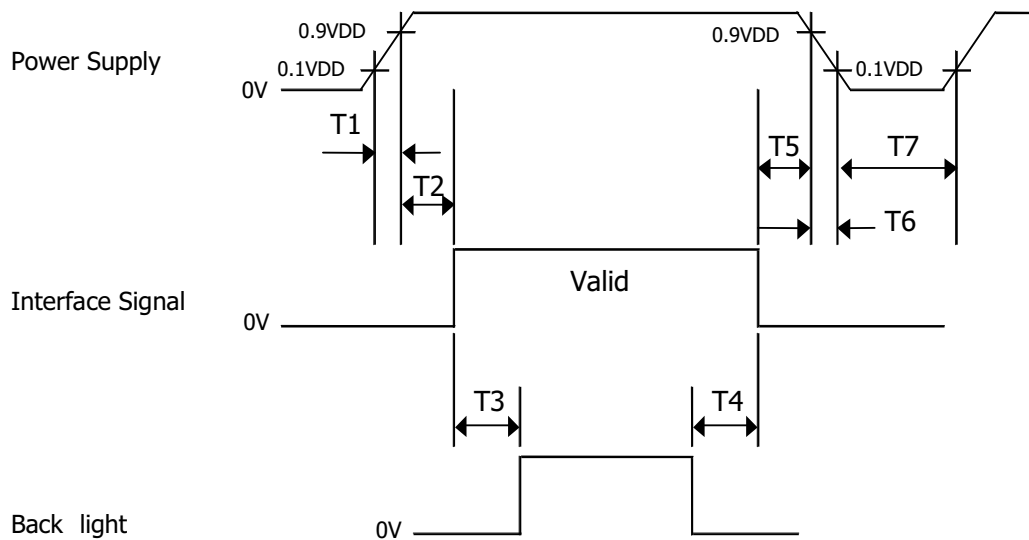 0.9VDD
0.9VDD
Power Supply
0.1VDD
0.1VDD
0V
T1
T5
T7
T2
T6
Valid
Interface Signal
0V
T3
T4
Back light
0V